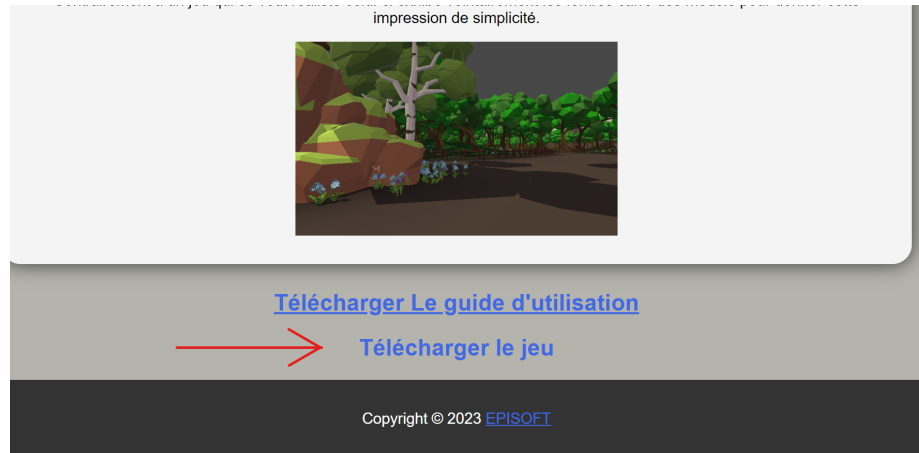 impression de simplicité.
Télécharger Le guide d'utilisation
Télécharger le jeu
Copyright © 2023 EPISOFT